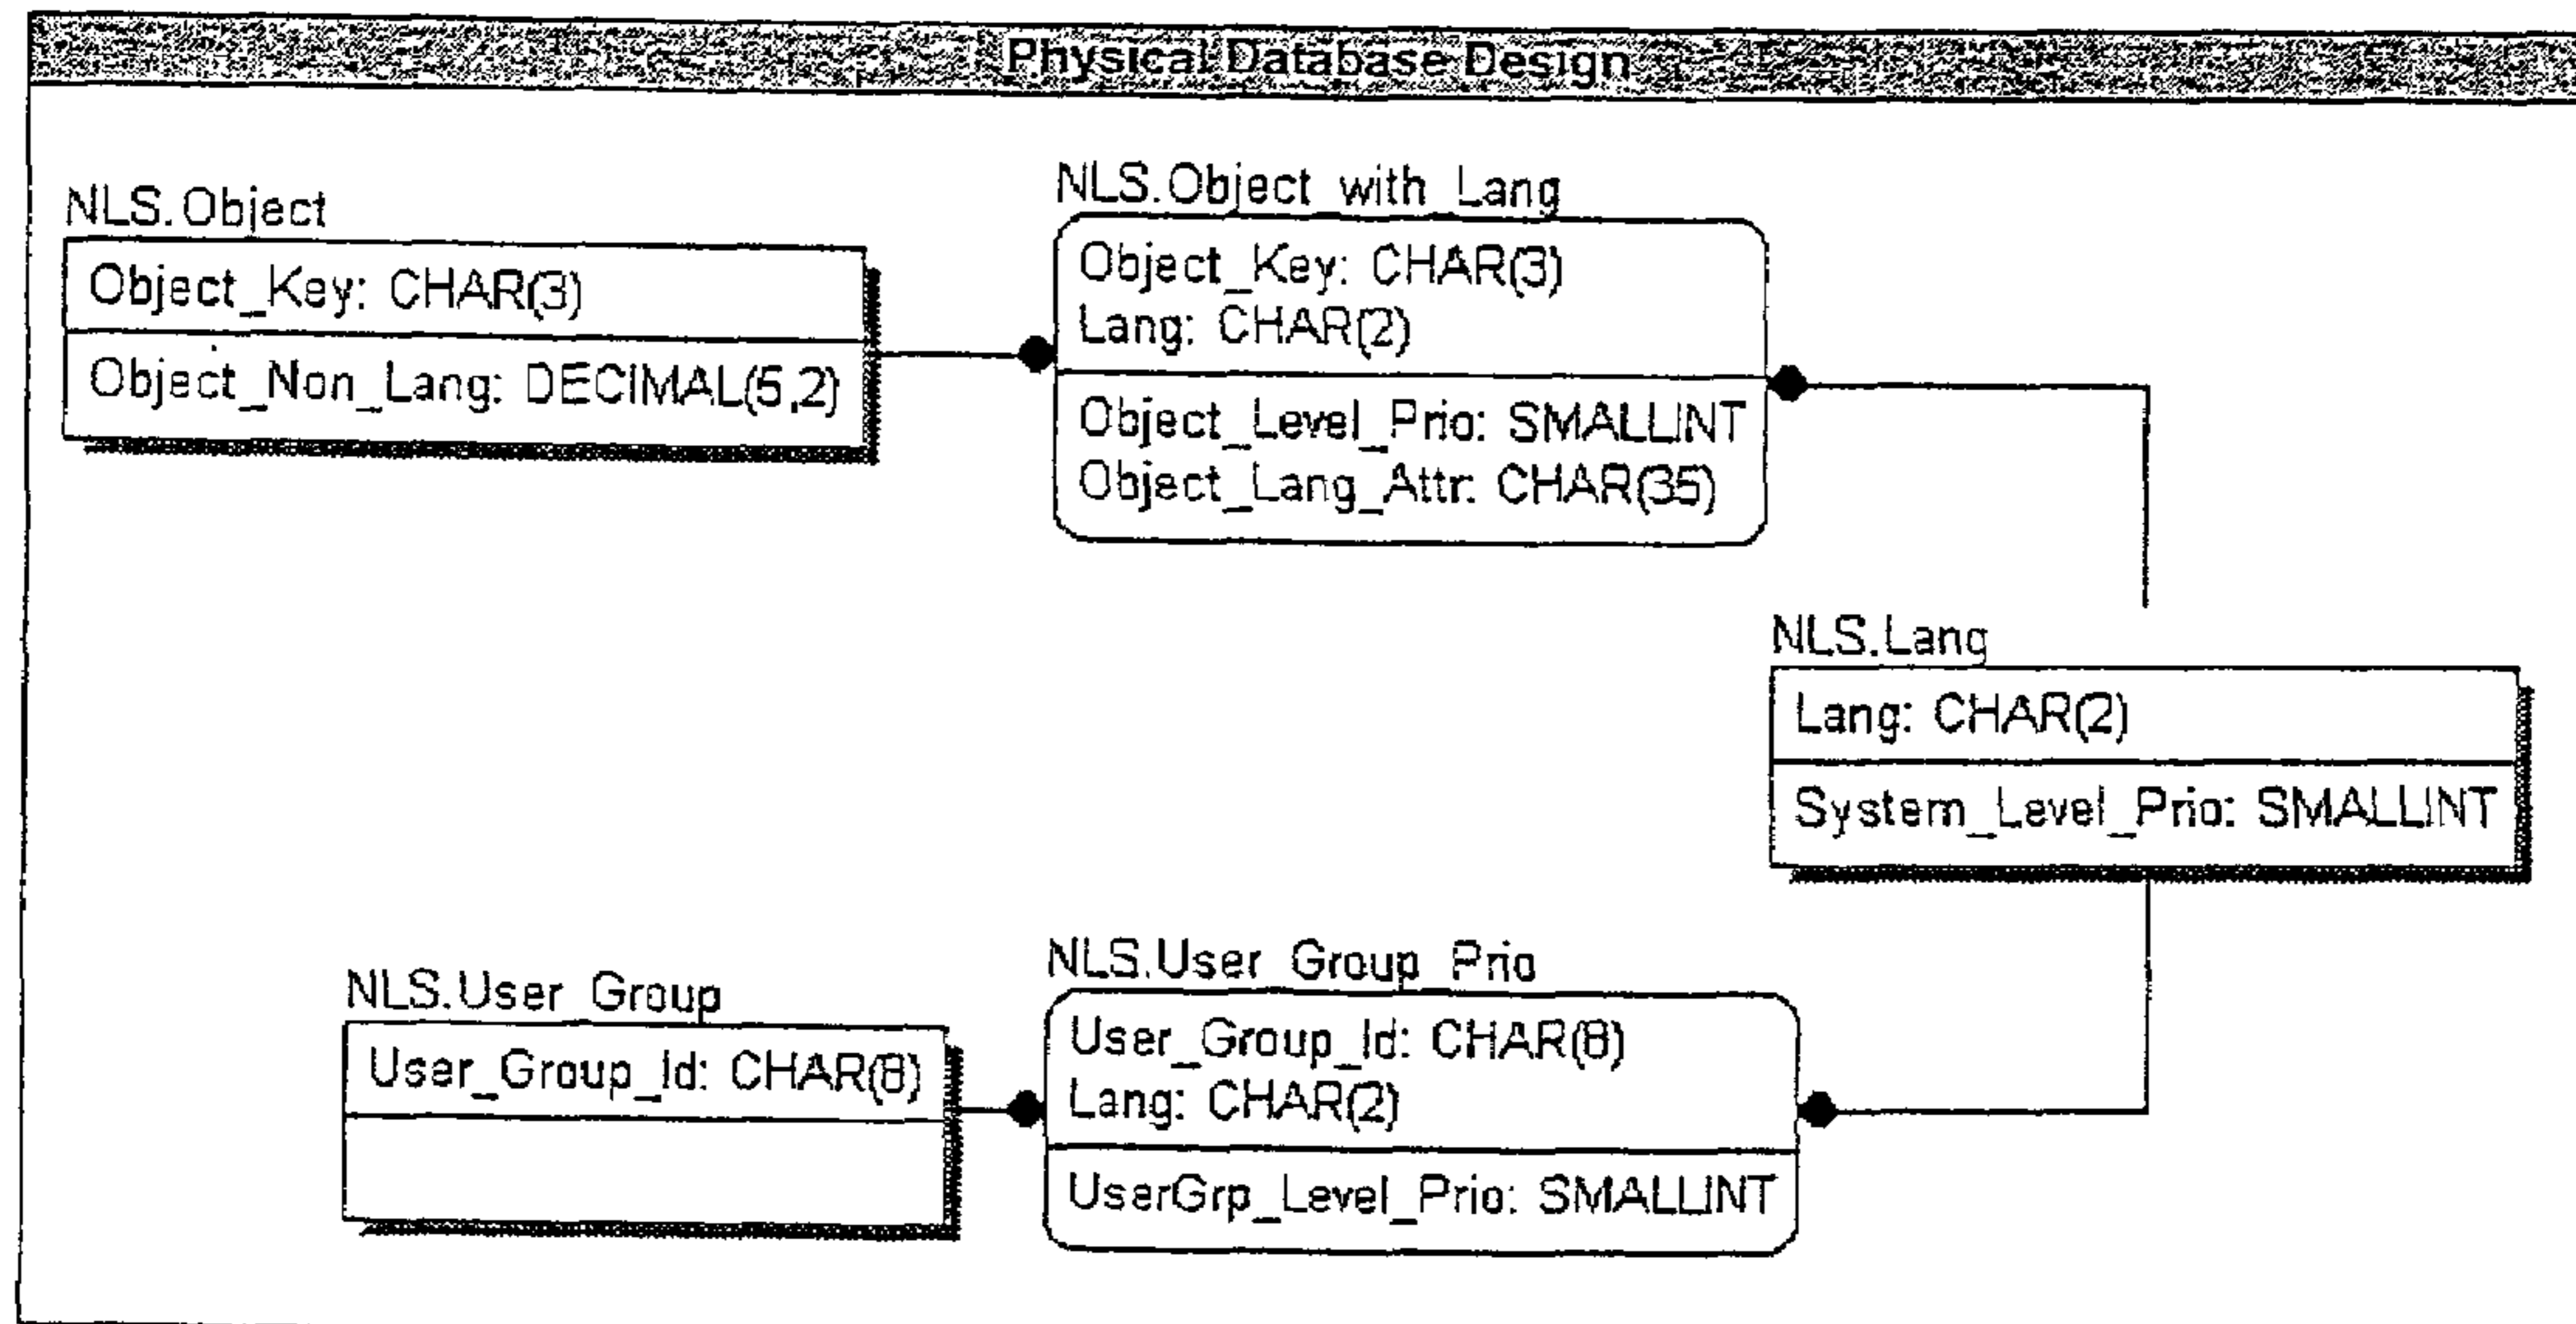 Physical Database Design
NLS.Object
Object_Key: CHAR(3)
Object_Non_Lang: DECIMAL(5,2)
NLS.Object_with_Lang
Object_Key: CHAR(3)
Lang: CHAR(2)
Object_Level_Prio: SMALLINT
Object_Lang_Attr: CHAR(35)
NLS.Lang
Lang: CHAR(2)
System_Level_Prio: SMALLINT
NLS.User_Group
User_Group_Id: CHAR(8)
NLS.User_Group_Prio
User_Group_Id: CHAR(8)
Lang: CHAR(2)
UserGrp_Level_Prio: SMALLINT